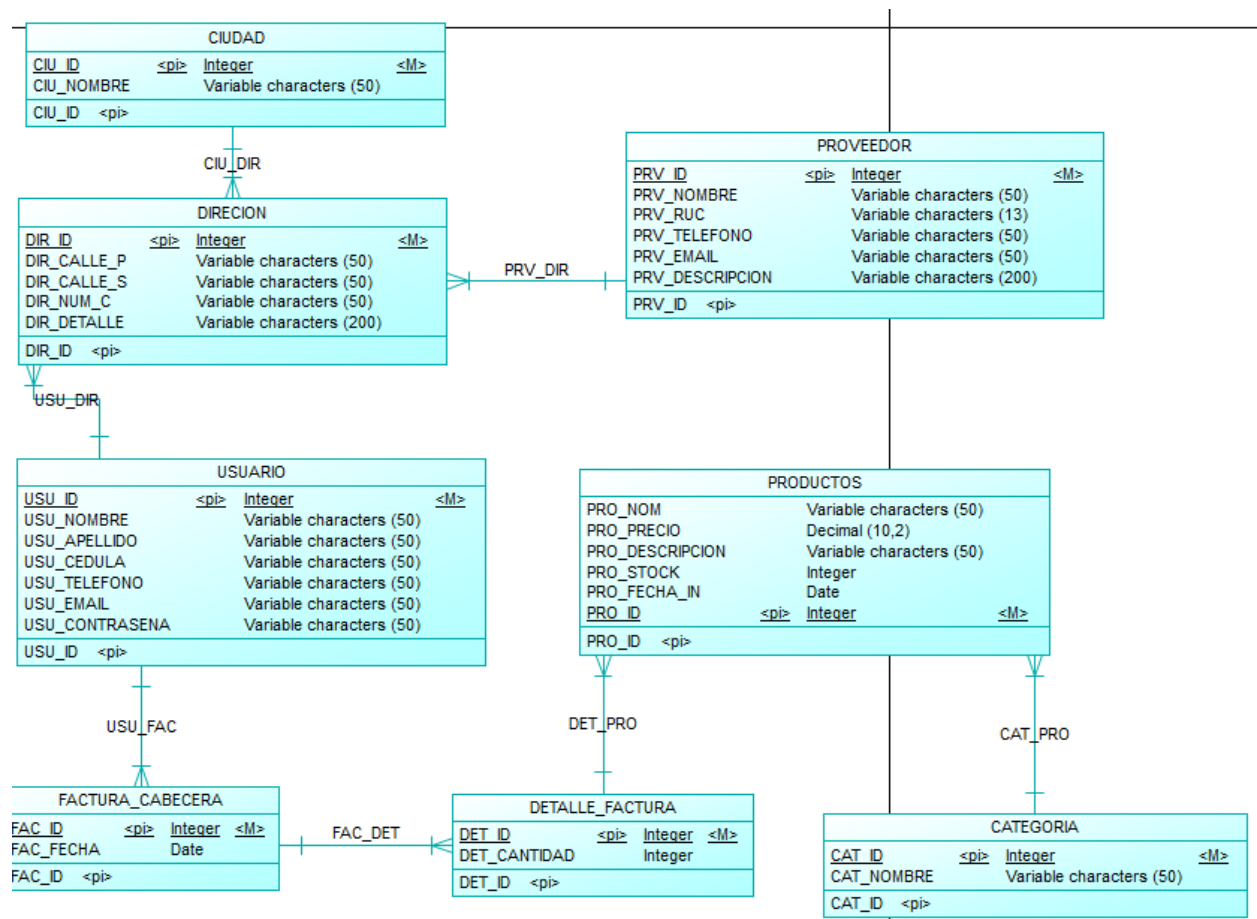 CIUDAD
CIU_ID <pi> Integer <M>
CIU_NOMBRE Variable characters (50)
CIU_ID <pi>
CIU_DIR
DIRECION
DIR_ID <pi> Integer <M>
DIR_CALLE_P Variable characters (50)
DIR_CALLE_S Variable characters (50)
DIR_NUM_C Variable characters (50)
DIR_DETALLE Variable characters (200)
DIR_ID <pi>
PRV_DIR
PROVEEDOR
PRV_ID <pi> Integer <M>
PRV_NOMBRE Variable characters (50)
PRV_RUC Variable characters (13)
PRV_TELEFONO Variable characters (50)
PRV_EMAIL Variable characters (50)
PRV_DESCRIPCION Variable characters (200)
PRV_ID <pi>
USU_DIR
USUARIO
USU_ID <pi> Integer <M>
USU_NOMBRE Variable characters (50)
USU_APELLIDO Variable characters (50)
USU_CEDULA Variable characters (50)
USU_TELEFONO Variable characters (50)
USU_EMAIL Variable characters (50)
USU_CONTRASENA Variable characters (50)
USU_ID <pi>
PRODUCTOS
PRO_NOM Variable characters (50)
PRO_PRECIO Decimal (10,2)
PRO_DESCRIPCION Variable characters (50)
PRO_STOCK Integer
PRO_FECHA_IN Date
PRO_ID <pi> Integer <M>
PRO_ID <pi>
USU_FAC
DET_PRO
CAT_PRO
FACTURA_CABECERA
FAC_ID <pi> Integer <M>
FAC_FECHA Date
FAC_ID <pi>
FAC_DET
DETALLE_FACTURA
DET_ID <pi> Integer <M>
DET_CANTIDAD Integer
DET_ID <pi>
CATEGORIA
CAT_ID <pi> Integer <M>
CAT_NOMBRE Variable characters (50)
CAT_ID <pi>